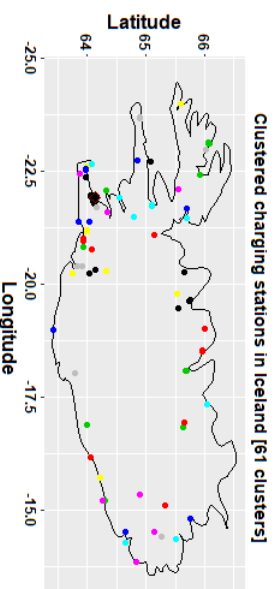 Clustered charging stations in Iceland [61 clusters]
Latitude
66
65
64
-25.0
-22.5
-20.0
-17.5
-15.0
Longitude